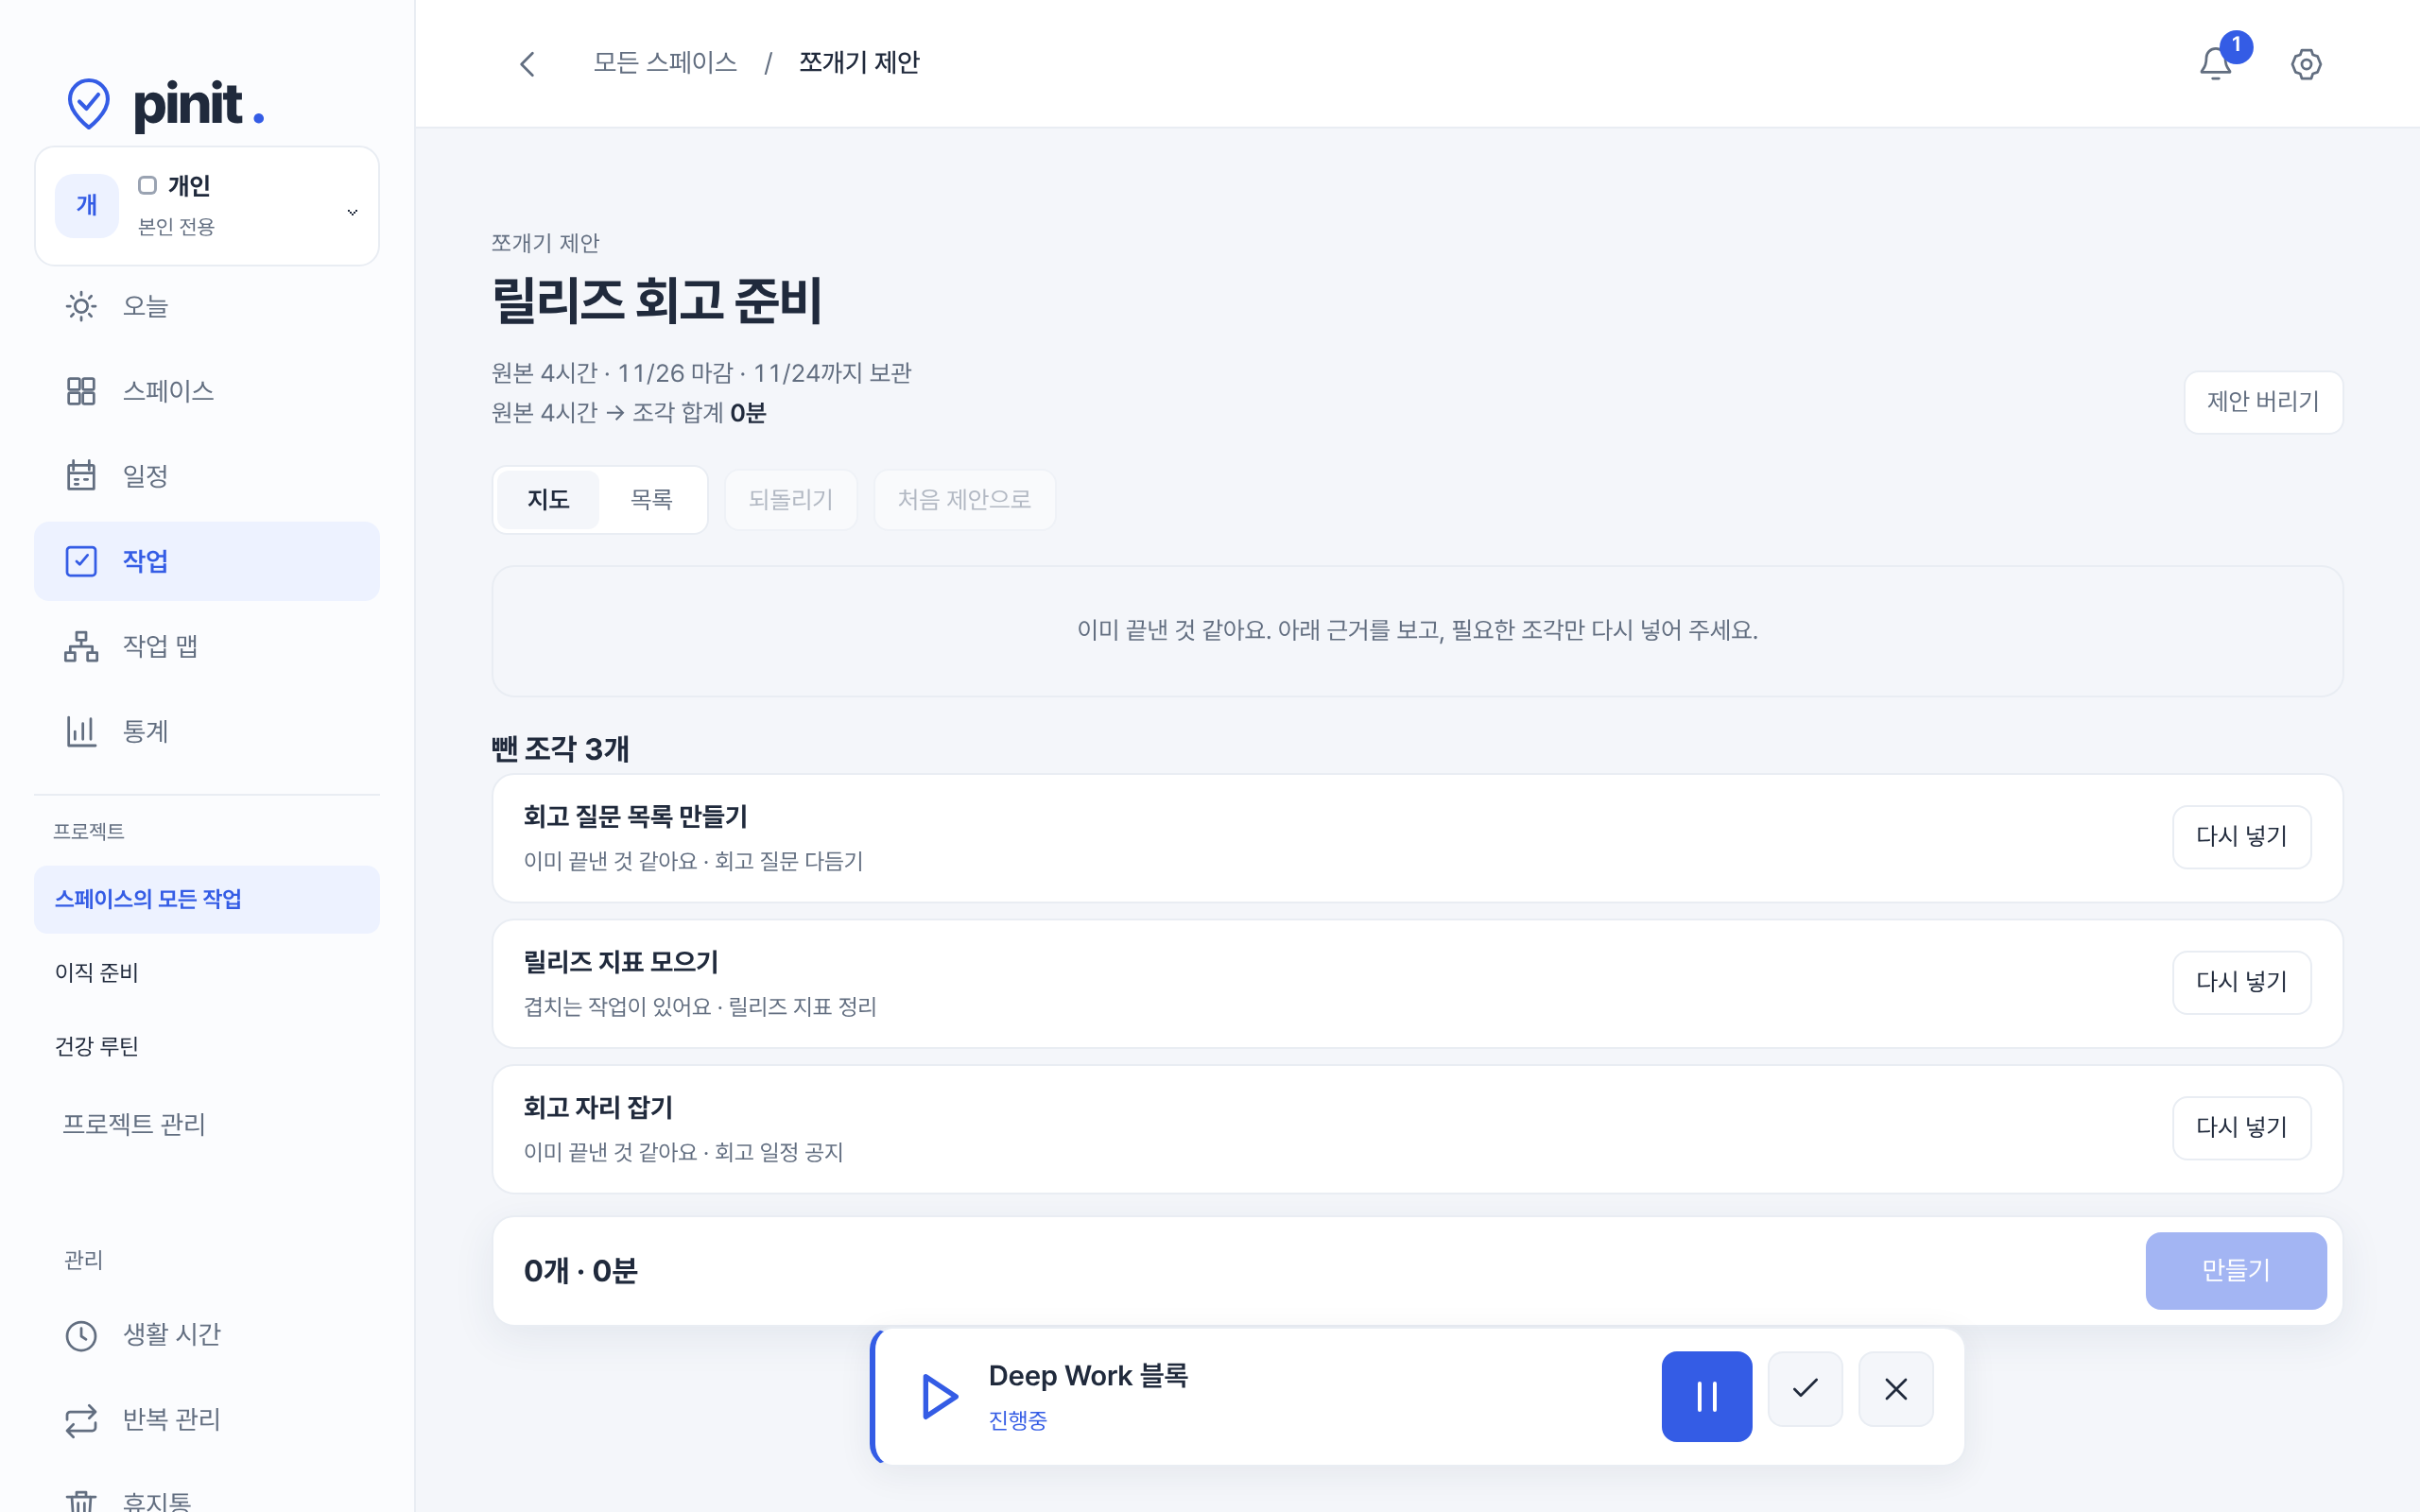 pinit.
개
개인
본인 전용
오늘
스페이스
일정
작업
작업 맵
통계
프로젝트
스페이스의 모든 작업
이직 준비
건강 루틴
프로젝트 관리
관리
생활 시간
반복 관리
휴지통
모든 스페이스 / 쪼개기 제안
1
쪼개기 제안
릴리즈 회고 준비
원본 4시간 · 11/26 마감 · 11/24까지 보관
원본 4시간 → 조각 합계 0분
제안 버리기
지도 목록 되돌리기 처음 제안으로
이미 끝낸 것 같아요. 아래 근거를 보고, 필요한 조각만 다시 넣어 주세요.
뺀 조각 3개
회고 질문 목록 만들기
이미 끝낸 것 같아요 · 회고 질문 다듬기
다시 넣기
릴리즈 지표 모으기
겹치는 작업이 있어요 · 릴리즈 지표 정리
다시 넣기
회고 자리 잡기
이미 끝낸 것 같아요 · 회고 일정 공지
다시 넣기
0개 · 0분
만들기
Deep Work 블록
진행중